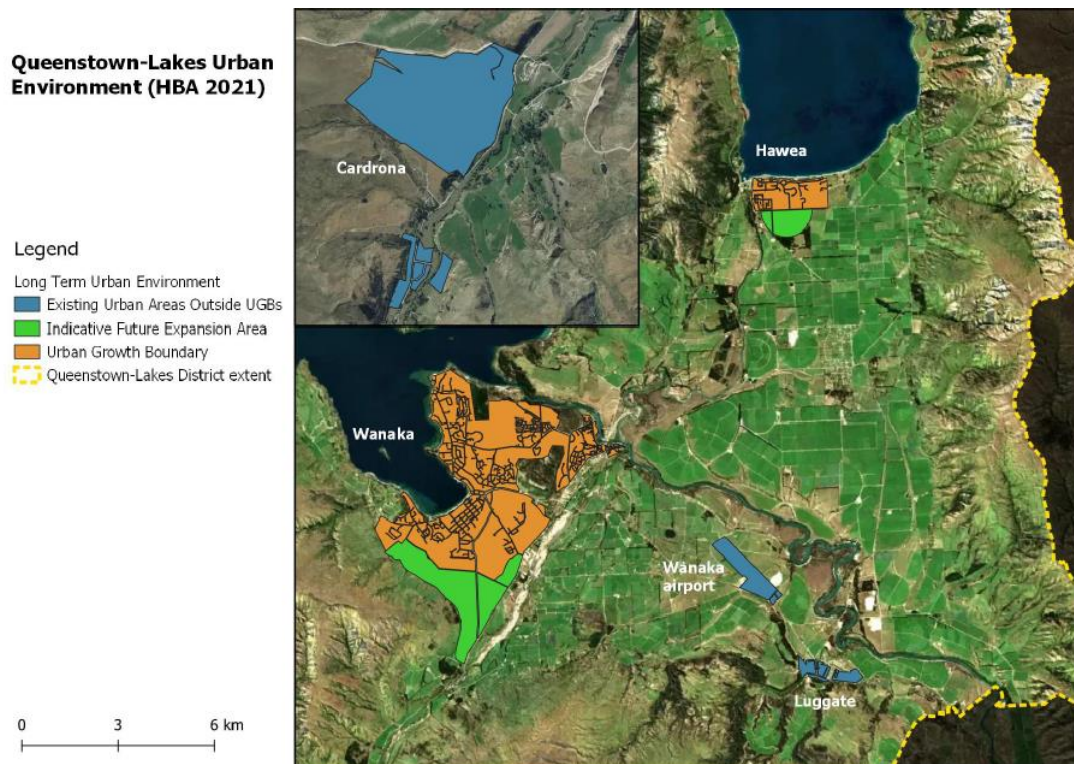 Queenstown-Lakes Urban
Environment (HBA 2021)
Legend
Long Term Urban Environment
Existing Urban Areas Outside UGBs
Indicative Future Expansion Area
Urban Growth Boundary
Queenstown-Lakes District extent
0 3 6 km
Cardrona
Hawea
Wanaka
Wānaka
airport
Luggate